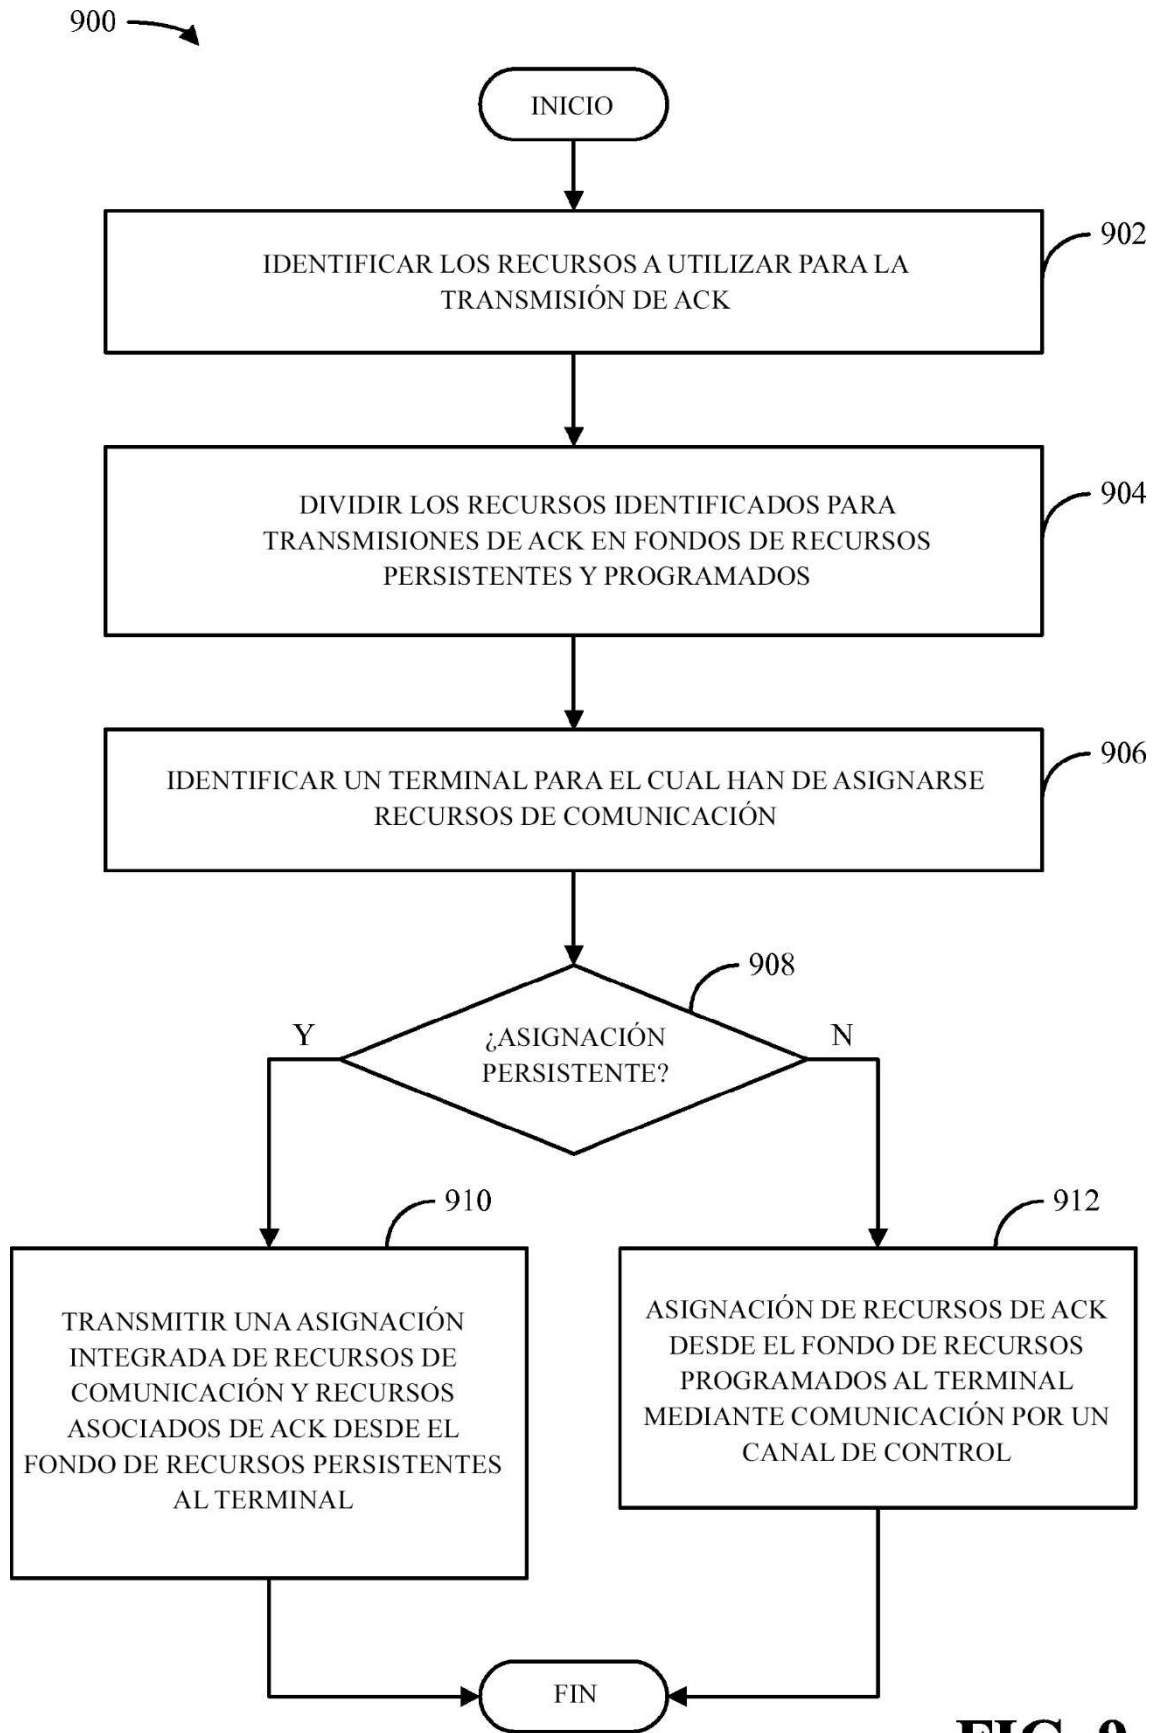 900
INICIO
902
IDENTIFICAR LOS RECURSOS A UTILIZAR PARA LA
TRANSMISIÓN DE ACK
904
DIVIDIR LOS RECURSOS IDENTIFICADOS PARA
TRANSMISIONES DE ACK EN FONDOS DE RECURSOS
PERSISTENTES Y PROGRAMADOS
906
IDENTIFICAR UN TERMINAL PARA EL CUAL HAN DE ASIGNARSE
RECURSOS DE COMUNICACIÓN
908
¿ASIGNACIÓN
PERSISTENTE?
Y
N
910
TRANSMITIR UNA ASIGNACIÓN
INTEGRADA DE RECURSOS DE
COMUNICACIÓN Y RECURSOS
ASOCIADOS DE ACK DESDE EL
FONDO DE RECURSOS PERSISTENTES
AL TERMINAL
912
ASIGNACIÓN DE RECURSOS DE ACK
DESDE EL FONDO DE RECURSOS
PROGRAMADOS AL TERMINAL
MEDIANTE COMUNICACIÓN POR UN
CANAL DE CONTROL
FIN
FIG. 9